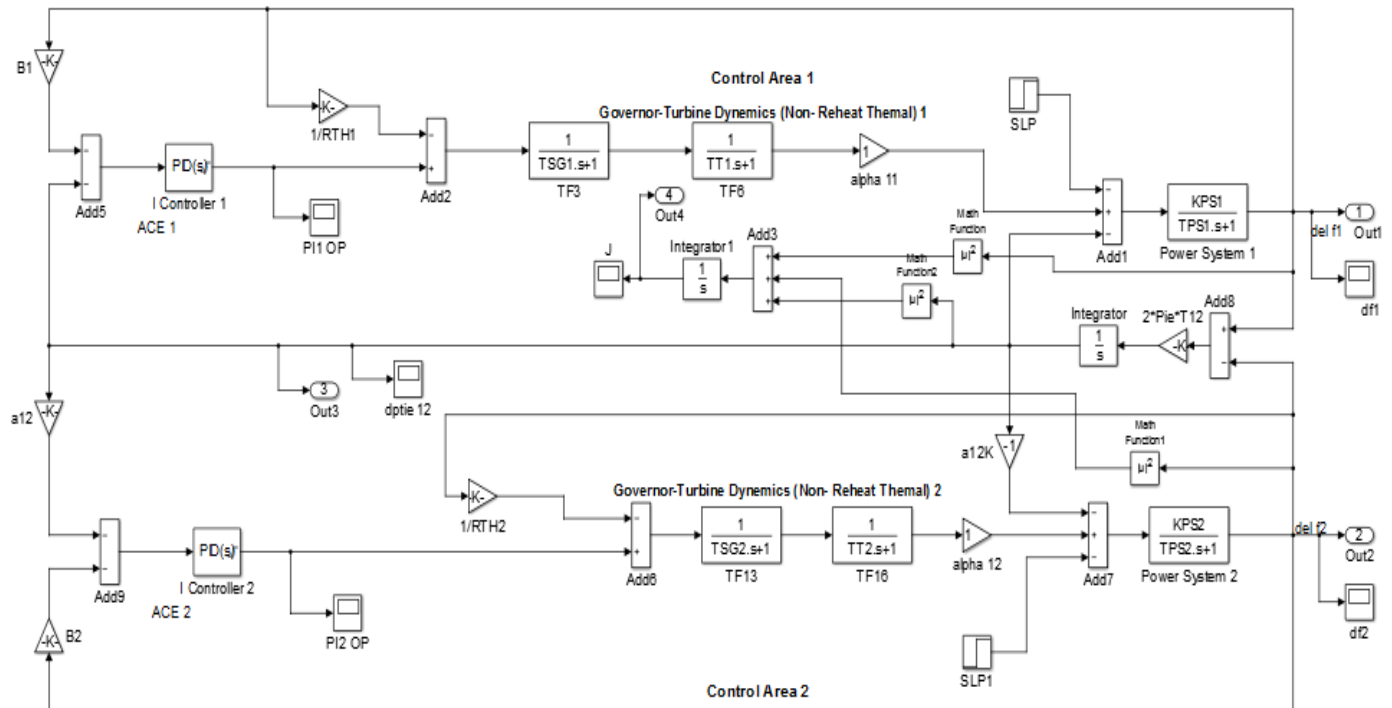 B1
-K-
Control Area 1
-K-
1/RTH1
Governor-Turbine Dynamics (Non- Reheat Themal) 1
SLP
−
−
Add5
PID(s)
I Controller 1
ACE 1
PI1 OP
−
+
Add2
1
TSG1.s+1
TF3
1
TT1.s+1
TF6
1
alpha 11
−
+
−
Add1
KPS1
TPS1.s+1
Power System 1
del f1
1
Out1
df1
4
Out4
J
Integrator1
1
s
Add3
+
+
+
Math
Function
|u|²
Math
Function2
|u|²
Integrator
1
s
2*Pie*T12
-K
Add8
+
−
3
Out3
dptie 12
a12
-K-
a12K
-1
Math
Function1
|u|²
Governor-Turbine Dynamics (Non- Reheat Themal) 2
-K-
1/RTH2
−
−
Add9
PID(s)
I Controller 2
ACE 2
PI2 OP
−
+
Add6
1
TSG2.s+1
TF13
1
TT2.s+1
TF16
1
alpha 12
−
+
−
Add7
KPS2
TPS2.s+1
Power System 2
del f2
2
Out2
df2
B2
-K-
SLP1
Control Area 2